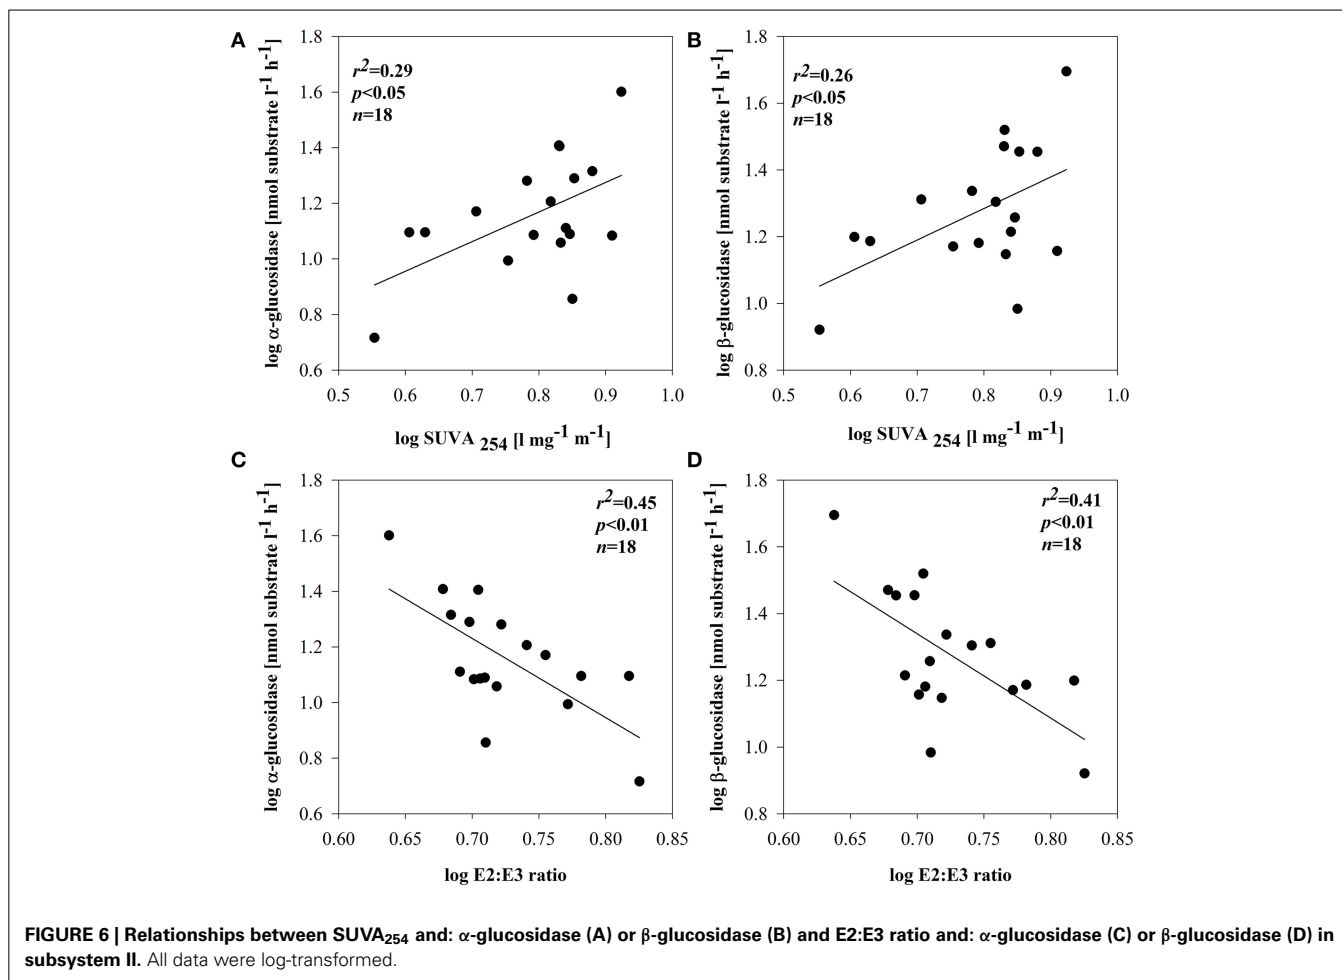 A
r²=0.29
p<0.05
n=18
log α-glucosidase [nmol substrate l⁻¹ h⁻¹]
1.8
1.6
1.4
1.2
1.0
0.8
0.6
0.5 0.6 0.7 0.8 0.9 1.0
log SUVA 254 [l mg⁻¹ m⁻¹]
B
r²=0.26
p<0.05
n=18
log β-glucosidase [nmol substrate l⁻¹ h⁻¹]
1.8
1.6
1.4
1.2
1.0
0.8
0.5 0.6 0.7 0.8 0.9 1.0
log SUVA 254 [l mg⁻¹ m⁻¹]
C
r²=0.45
p<0.01
n=18
log α-glucosidase [nmol substrate l⁻¹ h⁻¹]
1.8
1.6
1.4
1.2
1.0
0.8
0.6
0.60 0.65 0.70 0.75 0.80 0.85
log E2:E3 ratio
D
r²=0.41
p<0.01
n=18
log β-glucosidase [nmol substrate l⁻¹ h⁻¹]
1.8
1.6
1.4
1.2
1.0
0.8
0.60 0.65 0.70 0.75 0.80 0.85
log E2:E3 ratio
FIGURE 6 | Relationships between SUVA₂₅₄ and: α-glucosidase (A) or β-glucosidase (B) and E2:E3 ratio and: α-glucosidase (C) or β-glucosidase (D) in
subsystem II. All data were log-transformed.